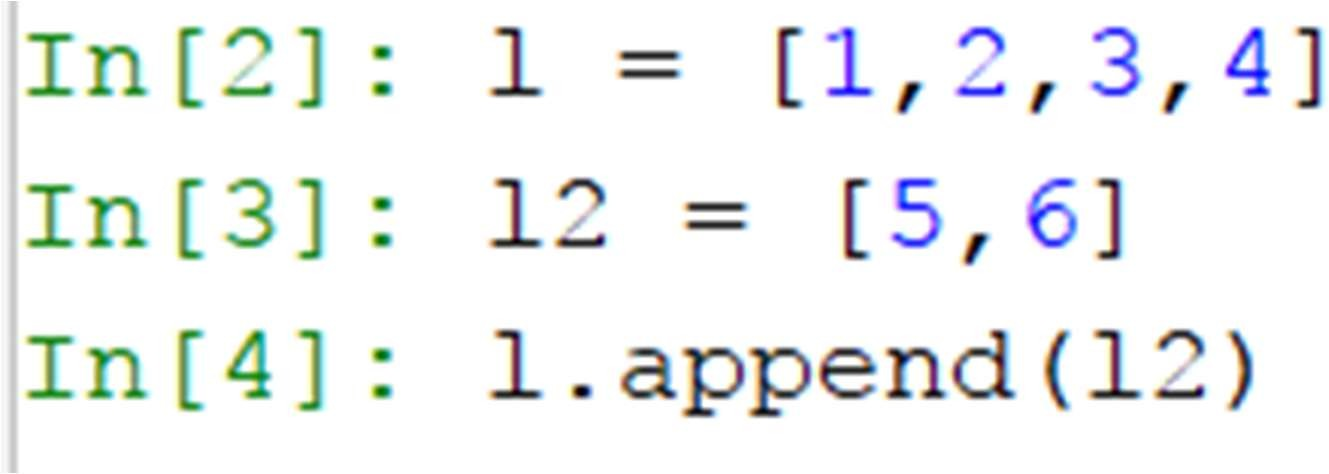 In[2]: l = [1,2,3,4]
In[3]: l2 = [5,6]
In[4]: l.append(l2)